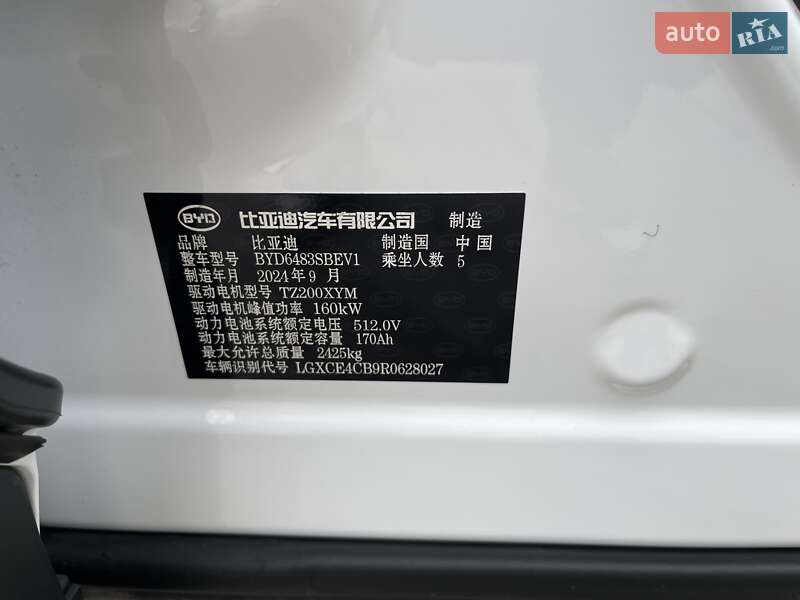 auto RIA.com
BYD 比亚迪汽车有限公司 制造
品牌 比亚迪 制造国 中国
整车型号 BYD6483SBEV1 乘坐人数 5
制造年月 2024年9月
驱动电机型号 TZ200XYM
驱动电机峰值功率 160kW
动力电池系统额定电压 512.0V
动力电池系统额定容量 170Ah
最大允许总质量 2425kg
车辆识别代号 LGXCE4CB9R0628027